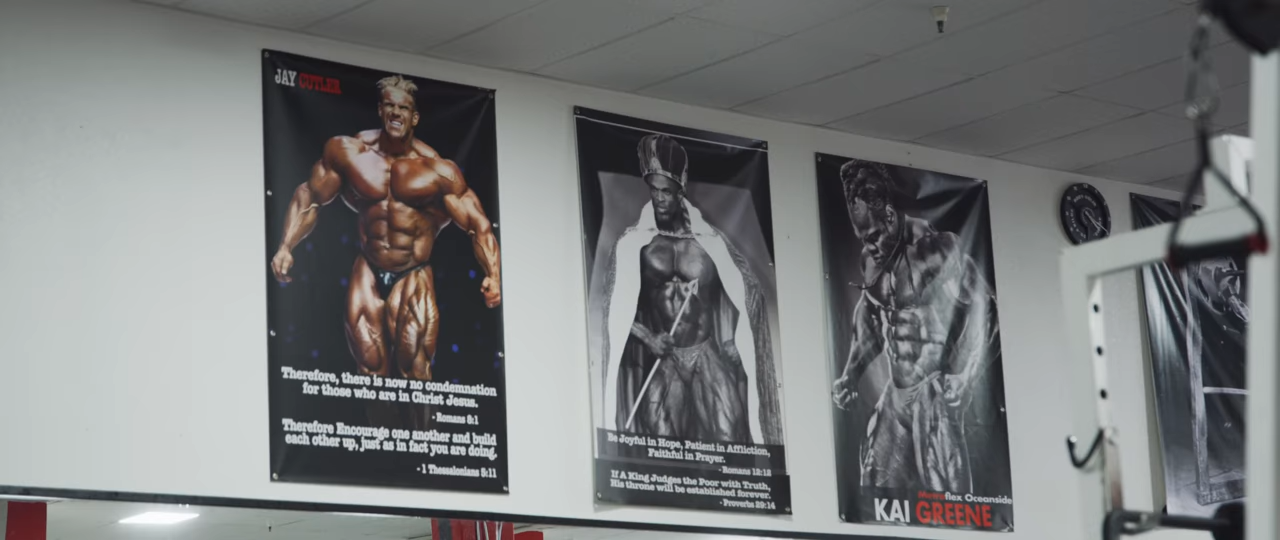 JAY CUTLER
Therefore, there is now no condemnation
for those who are in Christ Jesus.
- Romans 8:1
Therefore Encourage one another and build
each other up, just as in fact you are doing.
- 1 Thessalonians 5:11
Be Joyful in Hope, Patient in Affliction,
Faithful in Prayer.
- Romans 12:12
If A King Judges the Poor with Truth,
His throne will be established forever.
- Proverbs 29:14
Metroflex Oceanside
KAI GREENE